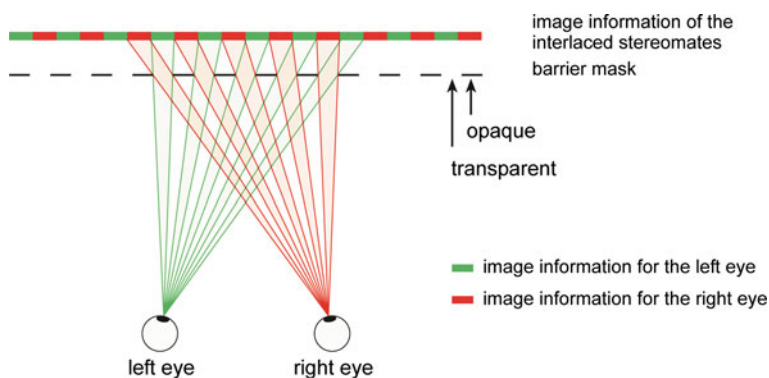 image information of the
interlaced stereomates
barrier mask
opaque
transparent
image information for the left eye
image information for the right eye
left eye
right eye